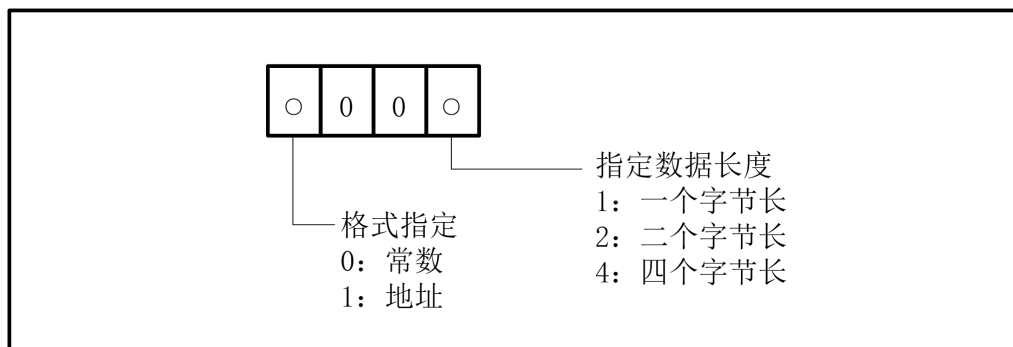 ○ 0 0 ○
指定数据长度
1: 一个字节长
2: 二个字节长
4: 四个字节长
格式指定
0: 常数
1: 地址